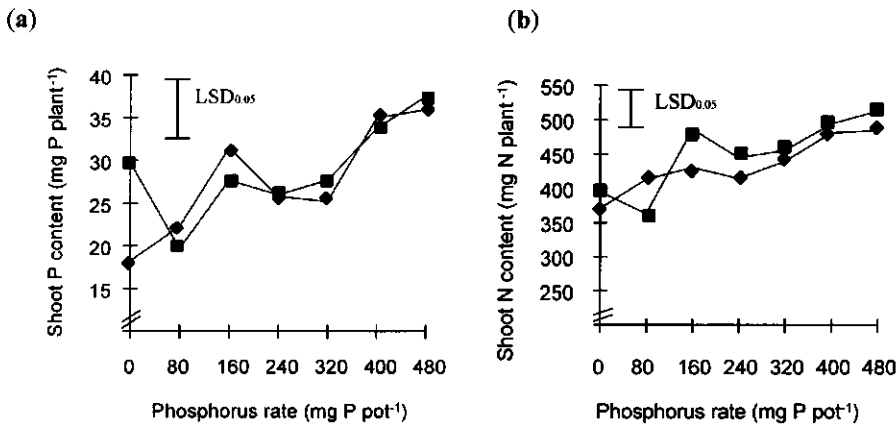 (a)
Shoot P content (mg P plant⁻¹)
40
35
30
25
20
15
LSD₀.₀₅
0 80 160 240 320 400 480
Phosphorus rate (mg P pot⁻¹)
(b)
Shoot N content (mg N plant⁻¹)
550
500
450
400
350
300
250
LSD₀.₀₅
0 80 160 240 320 400 480
Phosphorus rate (mg P pot⁻¹)